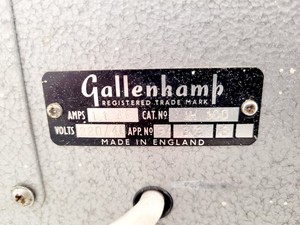 Gallenkamp
REGISTERED TRADE MARK
AMPS CAT. NO
VOLTS APP. NO
MADE IN ENGLAND